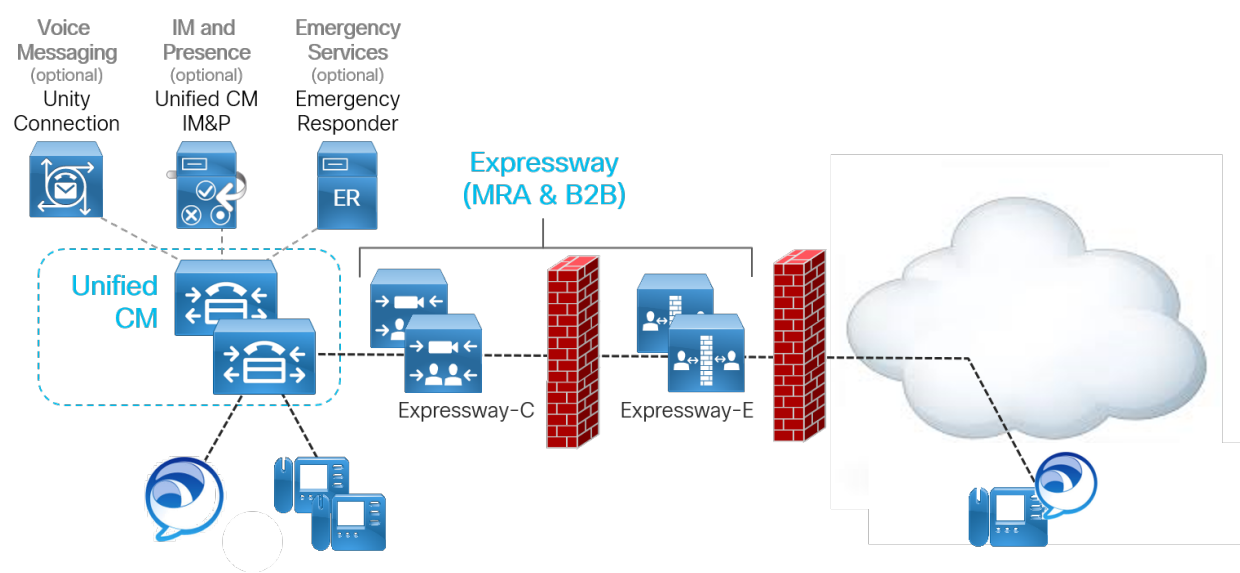 Voice
Messaging
(optional)
Unity
Connection
IM and
Presence
(optional)
Unified CM
IM&P
Emergency
Services
(optional)
Emergency
Responder
ER
Expressway
(MRA & B2B)
Unified
CM
Expressway-C
Expressway-E